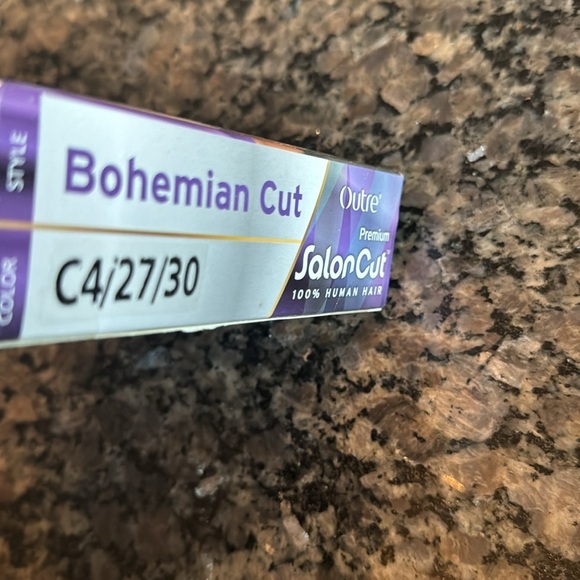 STYLE
Bohemian Cut
COLOR
C4/27/30
Outre®
Premium
SalonCut
100% HUMAN HAIR